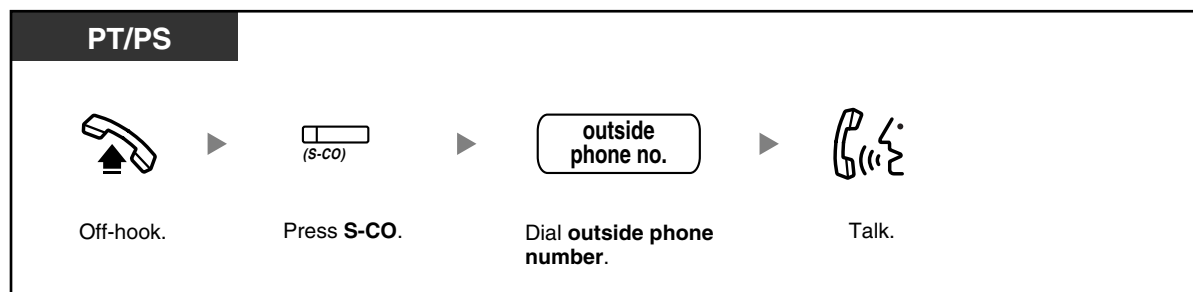 PT/PS
(S-CO)
outside
phone no.
Off-hook.
Press S-CO.
Dial outside phone
number.
Talk.